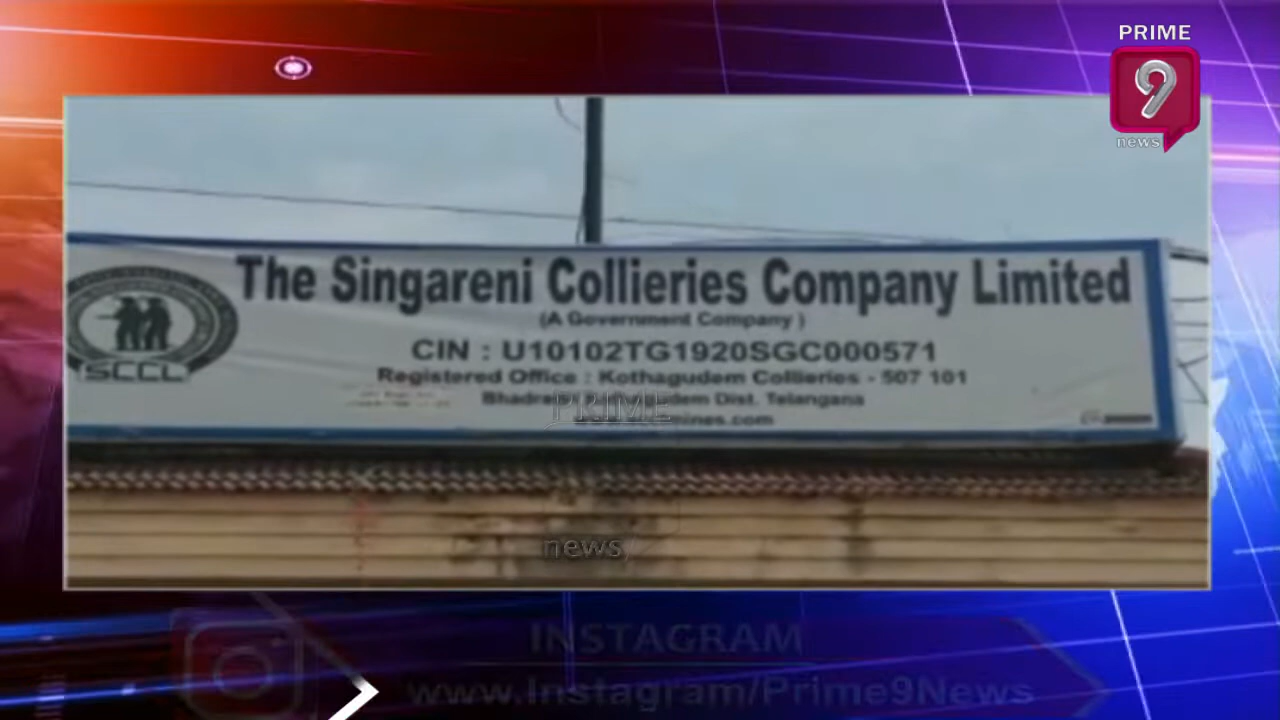 PRIME
9
news
The Singareni Collieries Company Limited
(A Government Company)
CIN : U10102TG1920SGC000571
SCCL
Registered Office : Kothagudem Collieries - 507 101
Dist. Telangana
PRIME
news
INSTAGRAM
www.Instagram/Prime9News